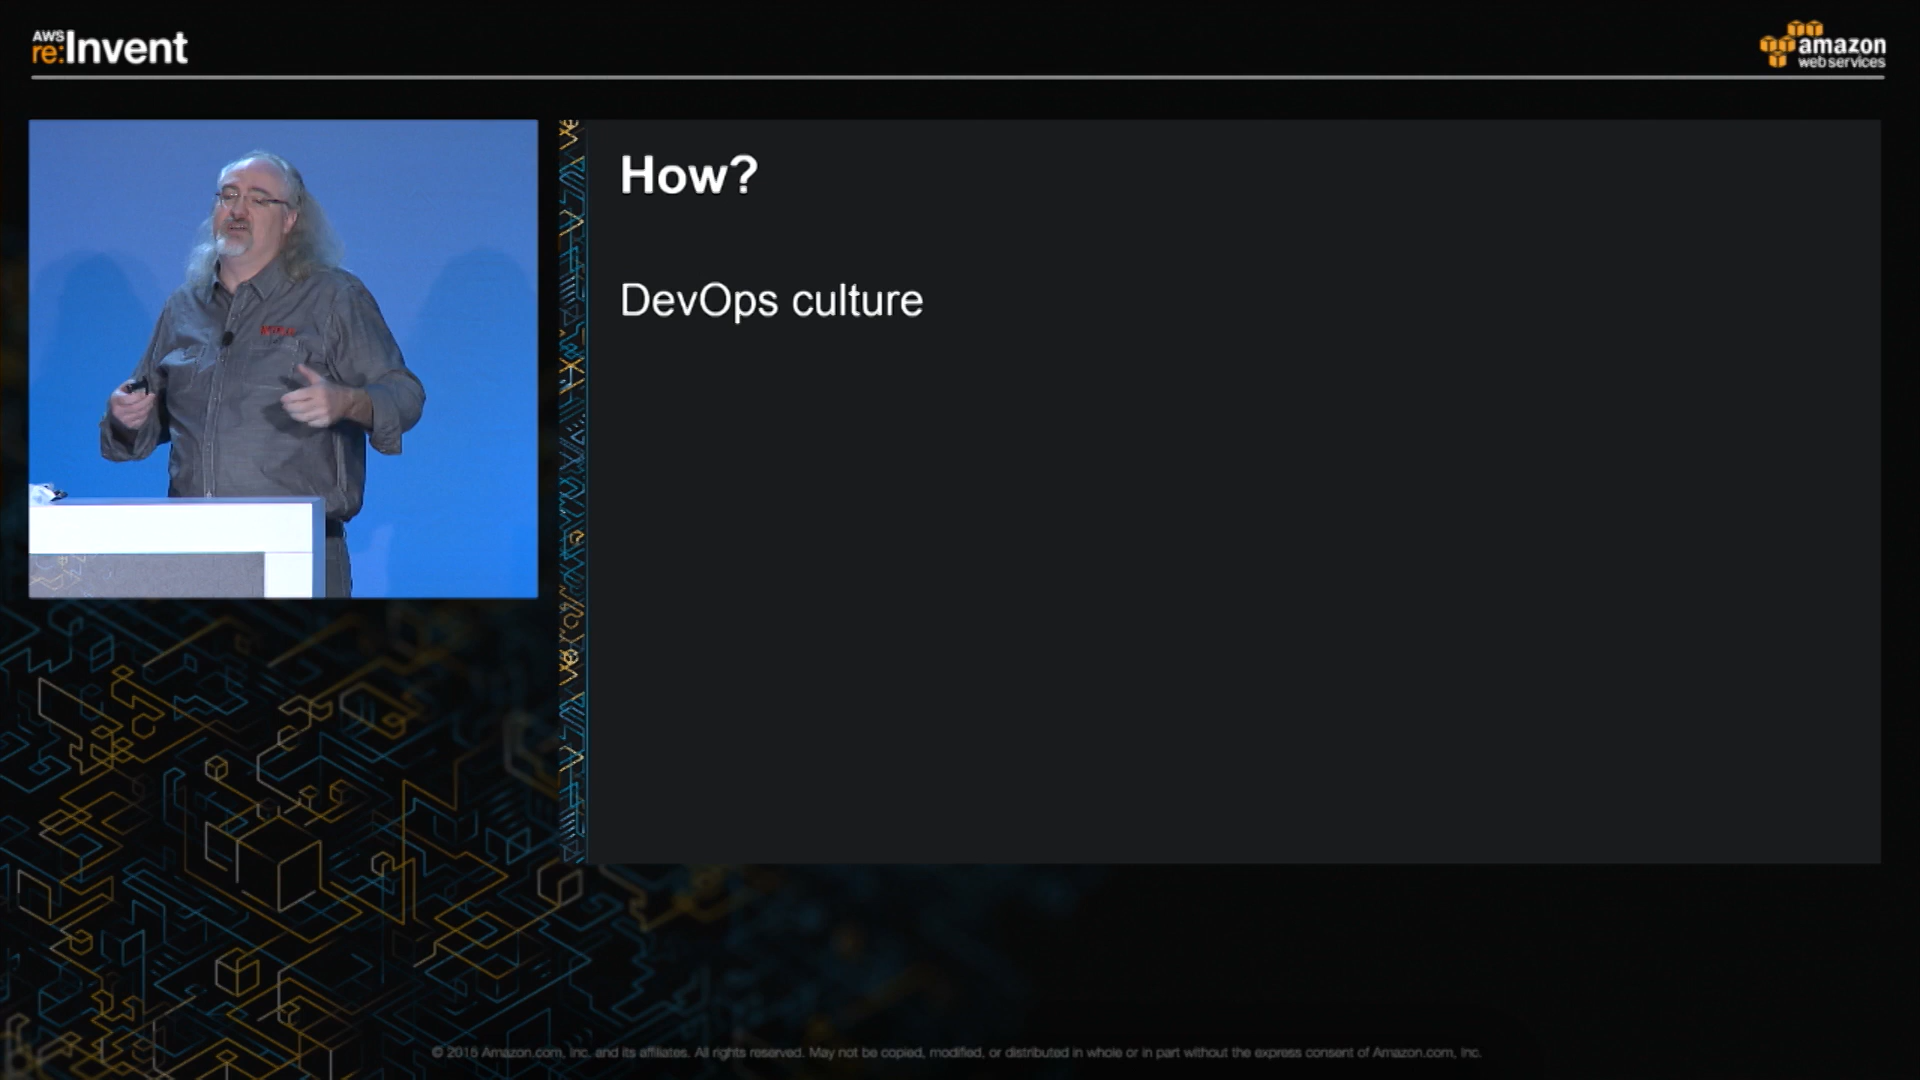 AWS
re:Invent
amazon
web services
How?
DevOps culture
© 2015 Amazon.com, Inc. and its affiliates. All rights reserved. May not be copied, modified, or distributed in whole or in part without the express consent of Amazon.com, Inc.